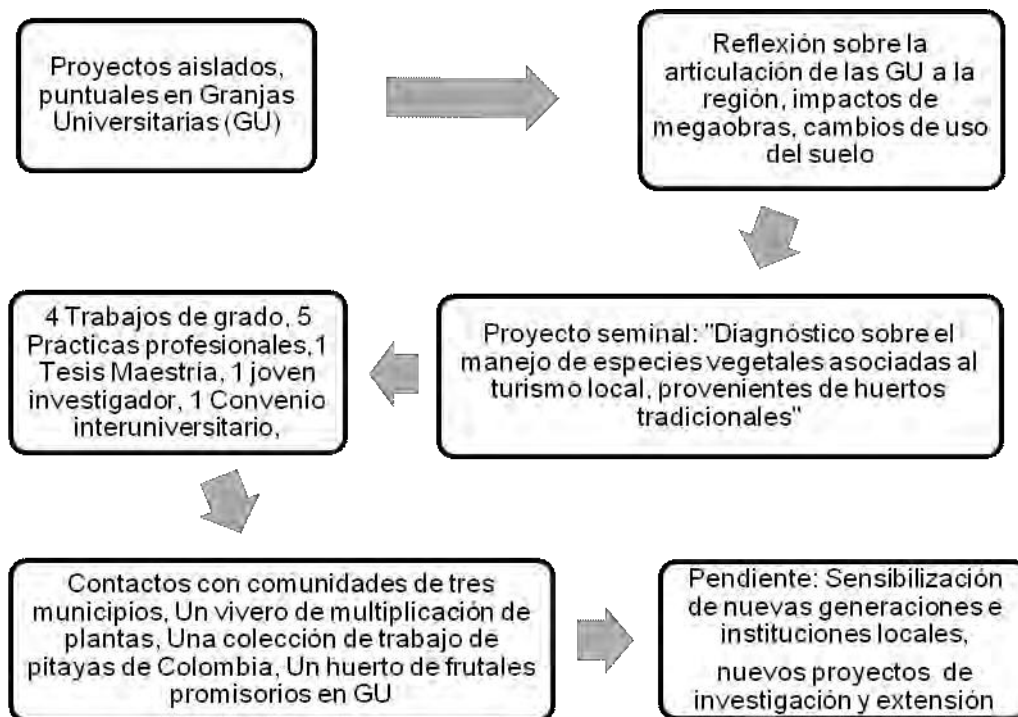 Proyectos aislados,
puntuales en Granjas
Universitarias (GU)
Reflexión sobre la
articulación de las GU a la
región, impactos de
megaobras, cambios de uso
del suelo
Proyecto seminal: "Diagnóstico sobre el
manejo de especies vegetales asociadas al
turismo local, provenientes de huertos
tradicionales"
4 Trabajos de grado, 5
Prácticas profesionales,1
Tesis Maestría, 1 joven
investigador, 1 Convenio
interuniversitario,
Contactos con comunidades de tres
municipios, Un vivero de multiplicación de
plantas, Una colección de trabajo de
pitayas de Colombia, Un huerto de frutales
promisorios en GU
Pendiente: Sensibilización
de nuevas generaciones e
instituciones locales,
nuevos proyectos de
investigación y extensión